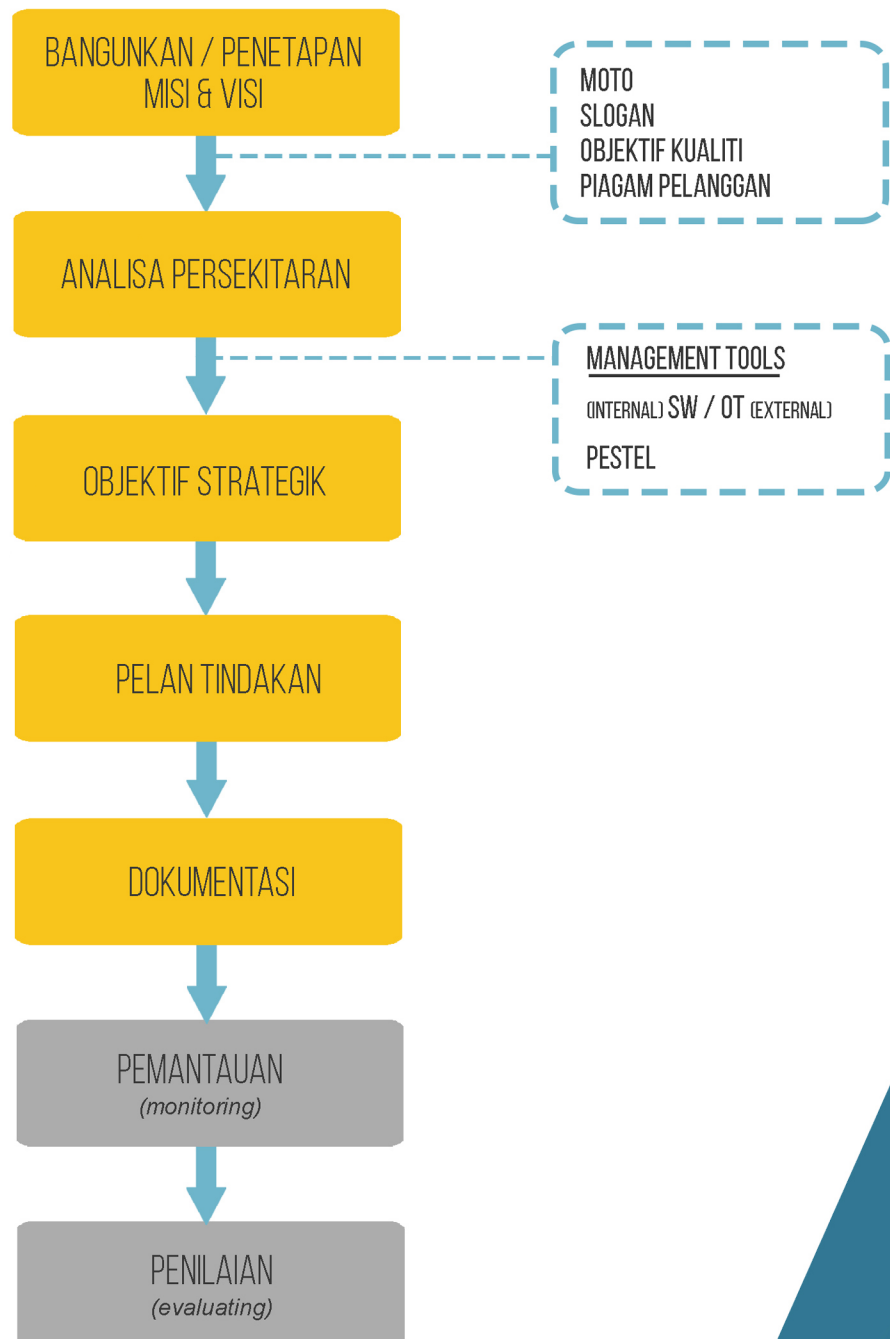 BANGUNKAN / PENETAPAN
MISI & VISI
MOTO
SLOGAN
OBJEKTIF KUALITI
PIAGAM PELANGGAN
ANALISA PERSEKITARAN
MANAGEMENT TOOLS
(INTERNAL) SW / OT (EXTERNAL)
PESTEL
OBJEKTIF STRATEGIK
PELAN TINDAKAN
DOKUMENTASI
PEMANTAUAN
(monitoring)
PENILAIAN
(evaluating)